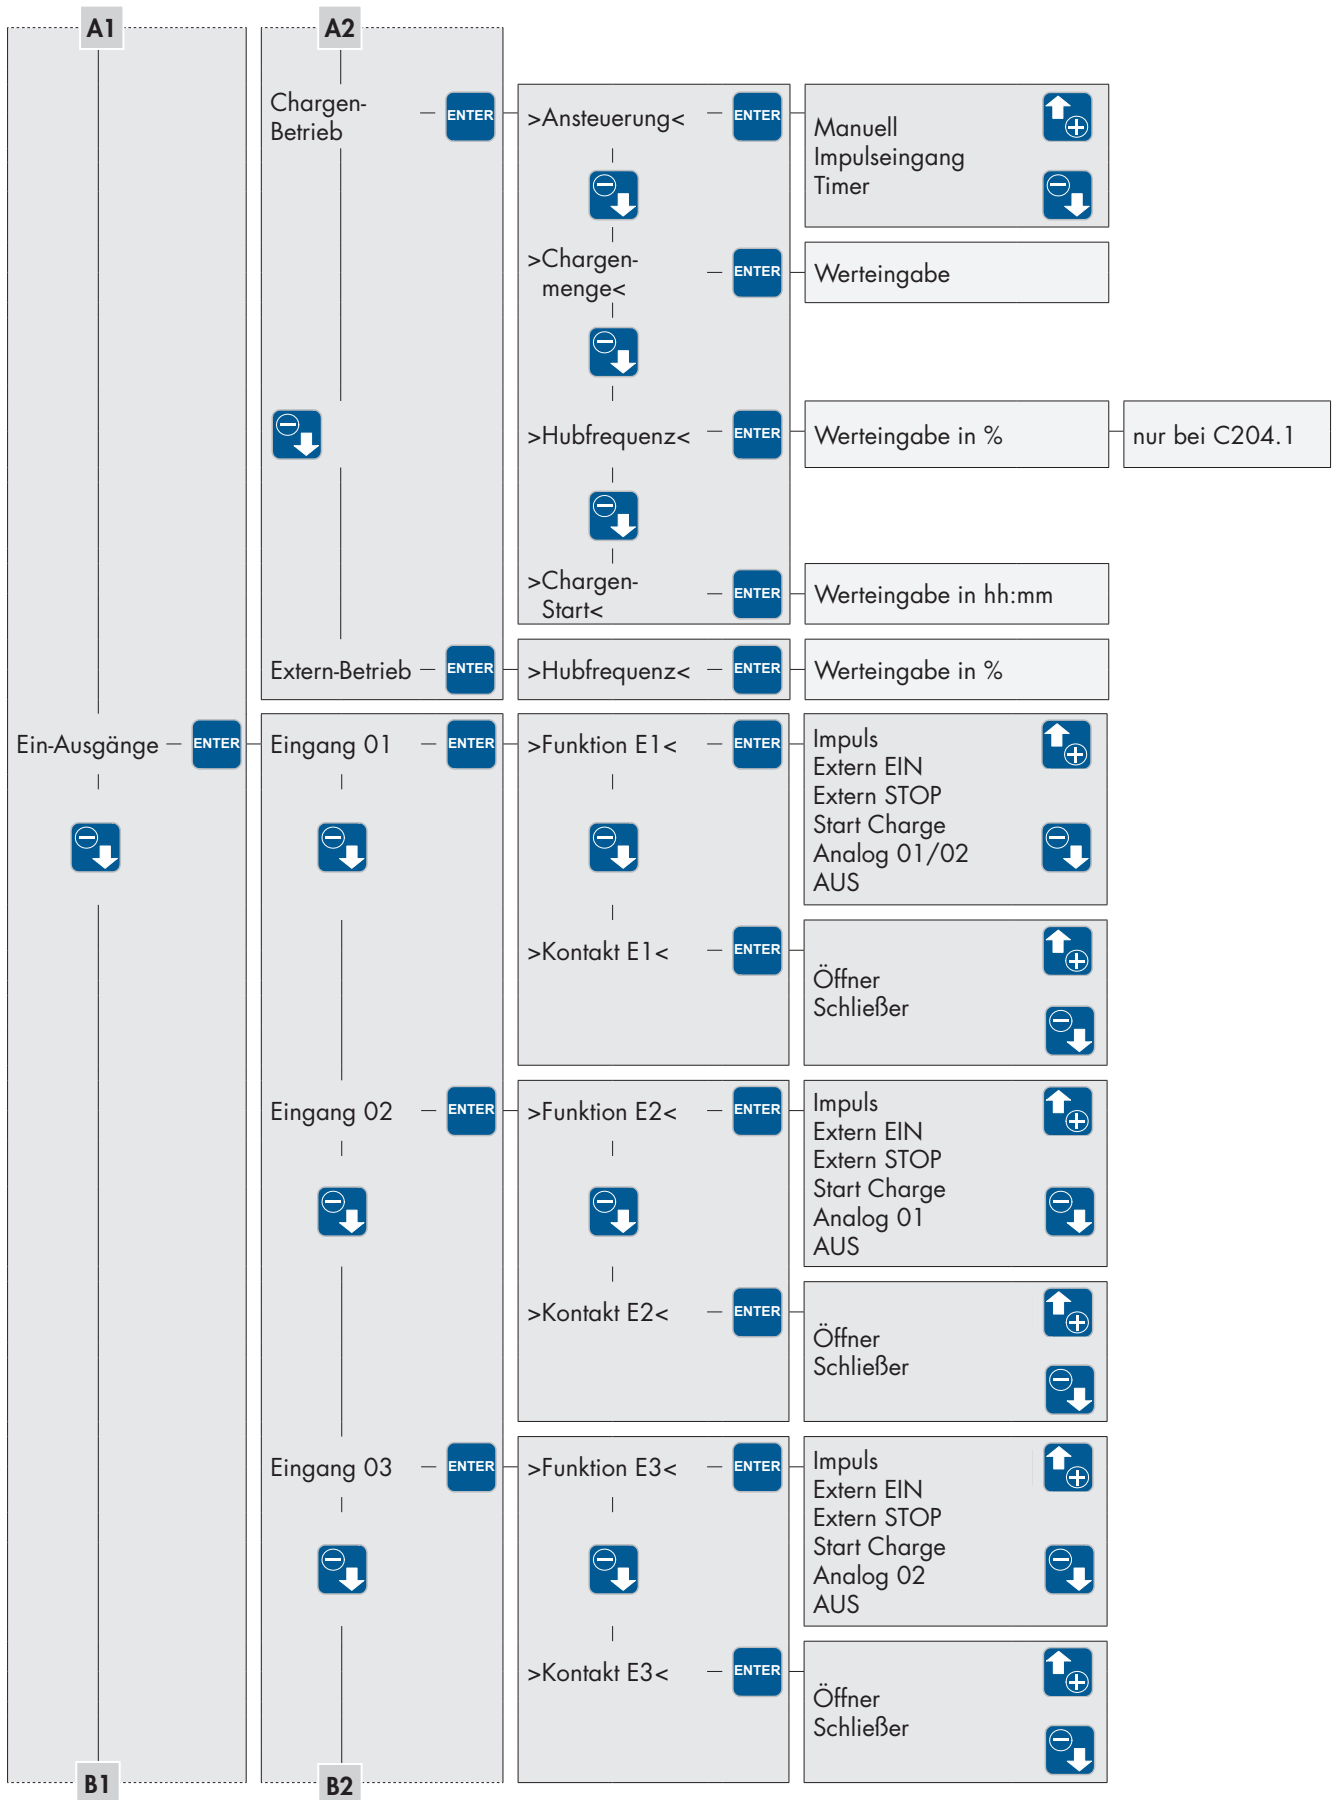 A1
A2
Chargen-
Betrieb
ENTER
>Ansteuerung<
ENTER
Manuell
Impulseingang
Timer
>Chargen-
menge<
ENTER
Werteingabe
>Hubfrequenz<
ENTER
Werteingabe in %
nur bei C204.1
>Chargen-
Start<
ENTER
Werteingabe in hh:mm
Extern-Betrieb
ENTER
>Hubfrequenz<
ENTER
Werteingabe in %
Ein-Ausgänge
ENTER
Eingang 01
ENTER
>Funktion E1<
ENTER
Impuls
Extern EIN
Extern STOP
Start Charge
Analog 01/02
AUS
>Kontakt E1<
ENTER
Öffner
Schließer
Eingang 02
ENTER
>Funktion E2<
ENTER
Impuls
Extern EIN
Extern STOP
Start Charge
Analog 01
AUS
>Kontakt E2<
ENTER
Öffner
Schließer
Eingang 03
ENTER
>Funktion E3<
ENTER
Impuls
Extern EIN
Extern STOP
Start Charge
Analog 02
AUS
>Kontakt E3<
ENTER
Öffner
Schließer
B1
B2